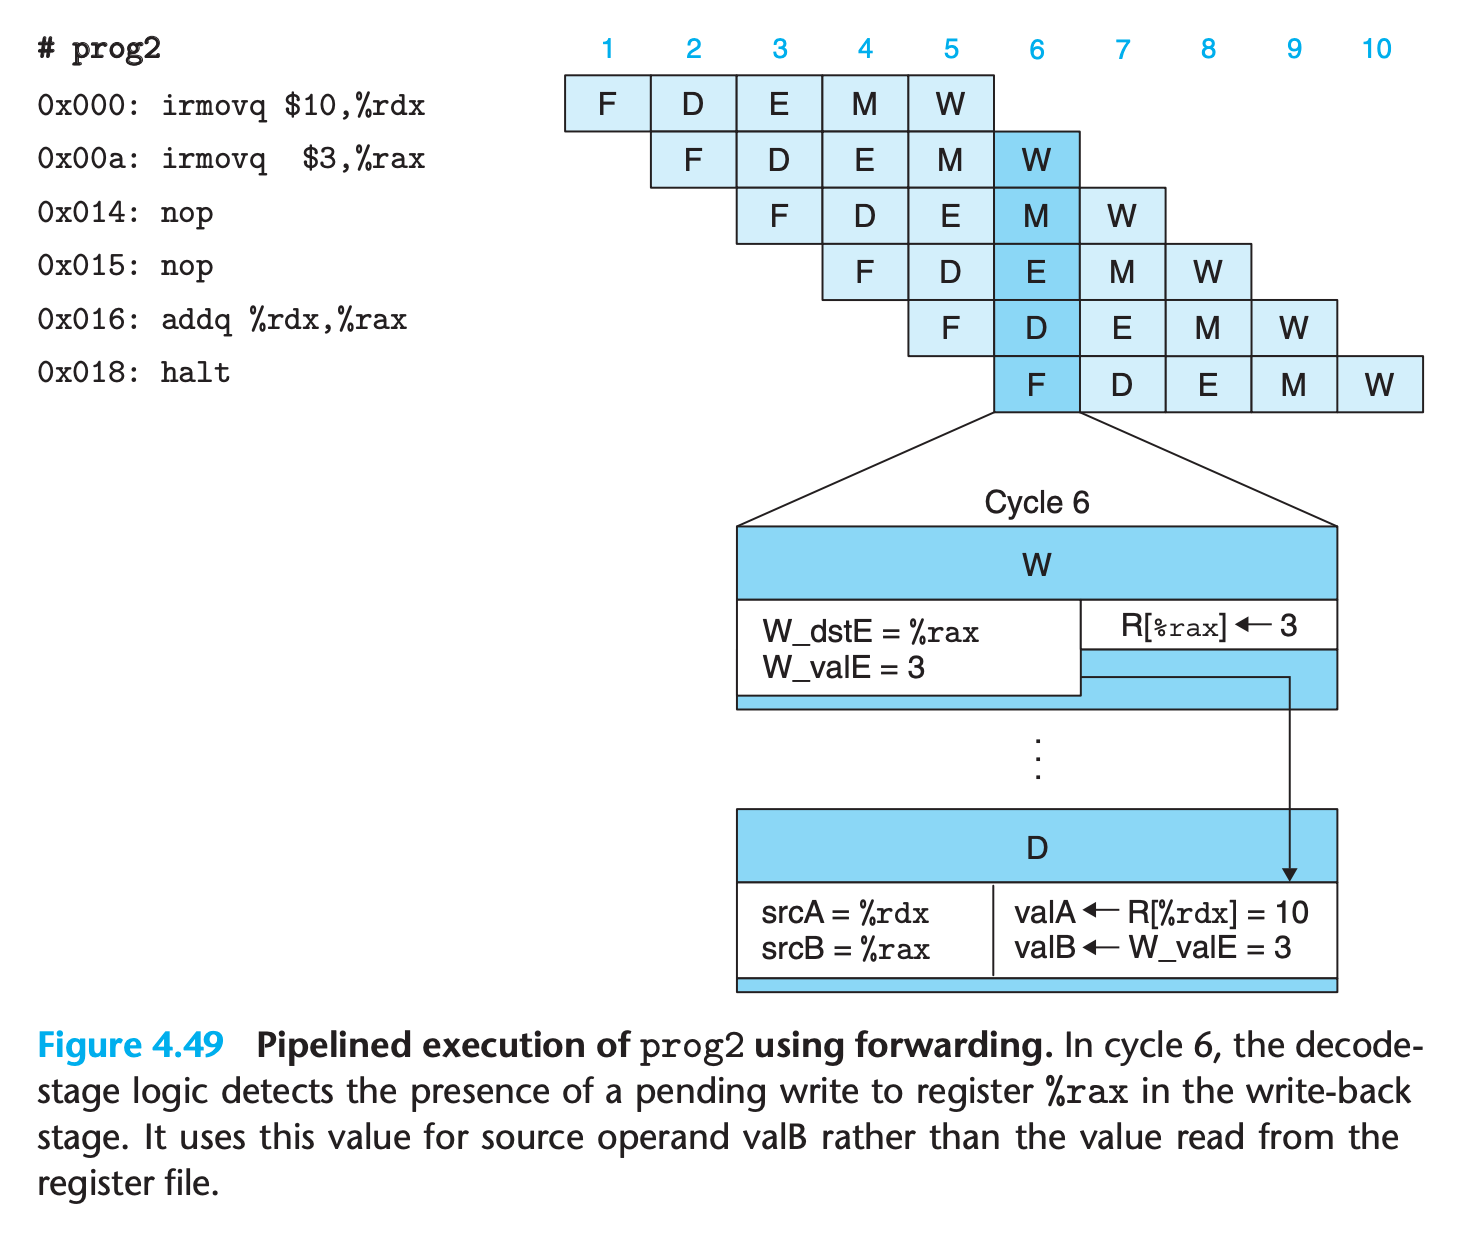 # prog2
1 2 3 4 5 6 7 8 9 10
0x000: irmovq $10,%rdx F D E M W
0x00a: irmovq  $3,%rax F D E M W
0x014: nop F D E M W
0x015: nop F D E M W
0x016: addq %rdx,%rax F D E M W
0x018: halt F D E M W
Cycle 6
W
W_dstE = %rax
W_valE = 3
R[%rax] ← 3
.
.
.
D
srcA = %rdx
srcB = %rax
valA ← R[%rdx] = 10
valB ← W_valE = 3
Figure 4.49 Pipelined execution of prog2 using forwarding. In cycle 6, the decode-
stage logic detects the presence of a pending write to register %rax in the write-back
stage. It uses this value for source operand valB rather than the value read from the
register file.